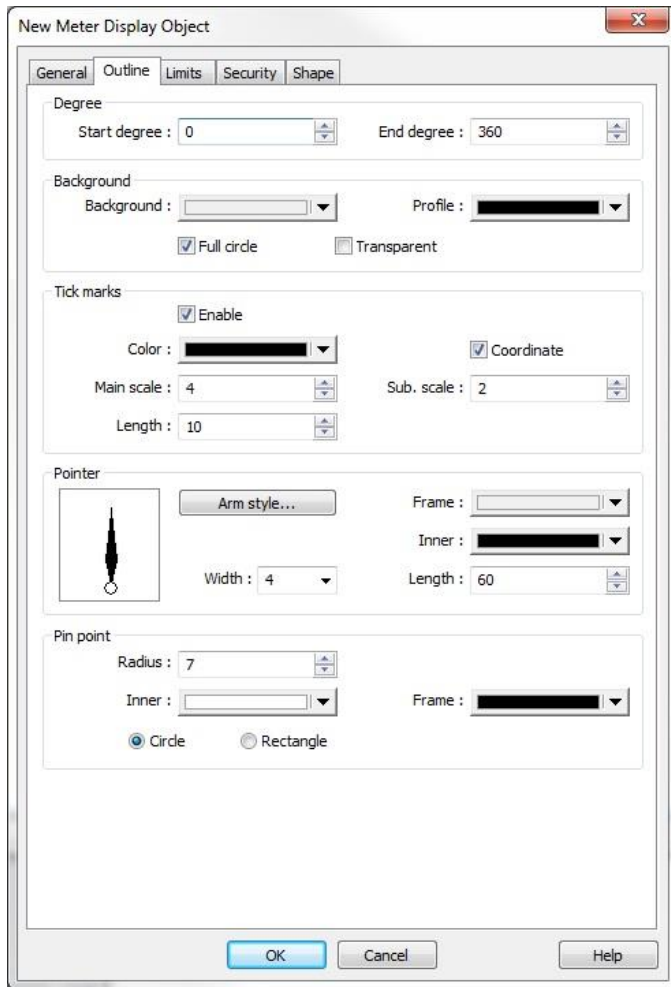 New Meter Display Object
General Outline Limits Security Shape
Degree
Start degree : 0 End degree : 360
Background
Background : Profile :
Full circle Transparent
Tick marks
Enable
Color : Coordinate
Main scale : 4 Sub. scale : 2
Length : 10
Pointer
Arm style... Frame :
Inner :
Width : 4 Length : 60
Pin point
Radius : 7
Inner : Frame :
Circle Rectangle
OK Cancel Help